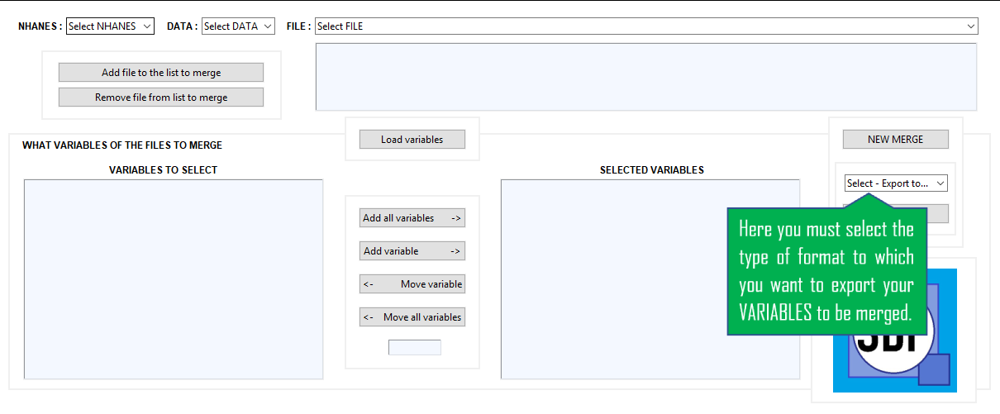 NHANES : Select NHANES DATA : Select DATA FILE : Select FILE
Add file to the list to merge
Remove file from list to merge
Load variables
NEW MERGE
WHAT VARIABLES OF THE FILES TO MERGE
VARIABLES TO SELECT
SELECTED VARIABLES
Select - Export to...
Add all variables ->
Add variable ->
<- Move variable
<- Move all variables
Here you must select the
type of format to which
you want to export your
VARIABLES to be merged.